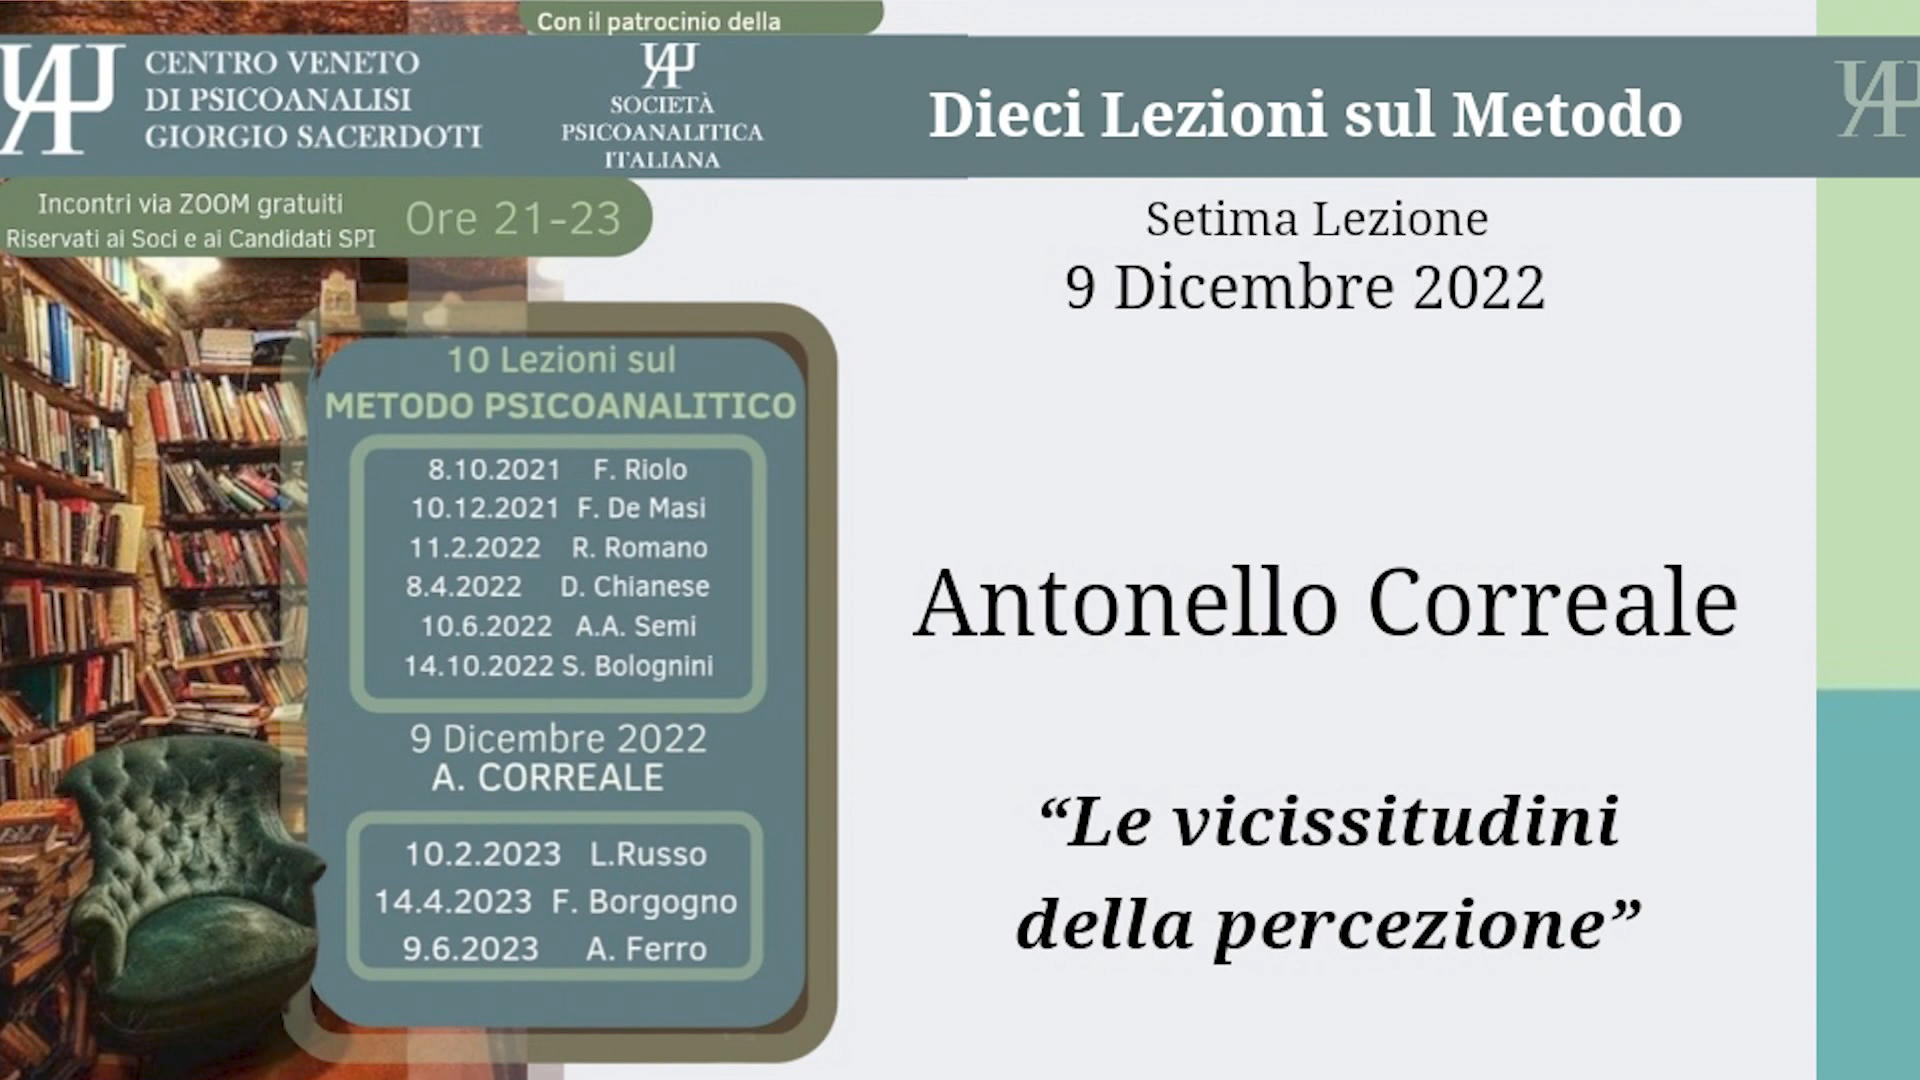 Con il patrocinio della
CENTRO VENETO
DI PSICOANALISI
GIORGIO SACERDOTI
SOCIETÀ
PSICOANALITICA
ITALIANA
Dieci Lezioni sul Metodo
Incontri via ZOOM gratuiti
Riservati ai Soci e ai Candidati SPI
Ore 21-23
Setima Lezione
9 Dicembre 2022
10 Lezioni sul
METODO PSICOANALITICO
8.10.2021 F. Riolo
10.12.2021 F. De Masi
11.2.2022 R. Romano
8.4.2022 D. Chianese
10.6.2022 A.A. Semi
14.10.2022 S. Bolognini
9 Dicembre 2022
A. CORREALE
10.2.2023 L.Russo
14.4.2023 F. Borgogno
9.6.2023 A. Ferro
Antonello Correale
“Le vicissitudini
della percezione”